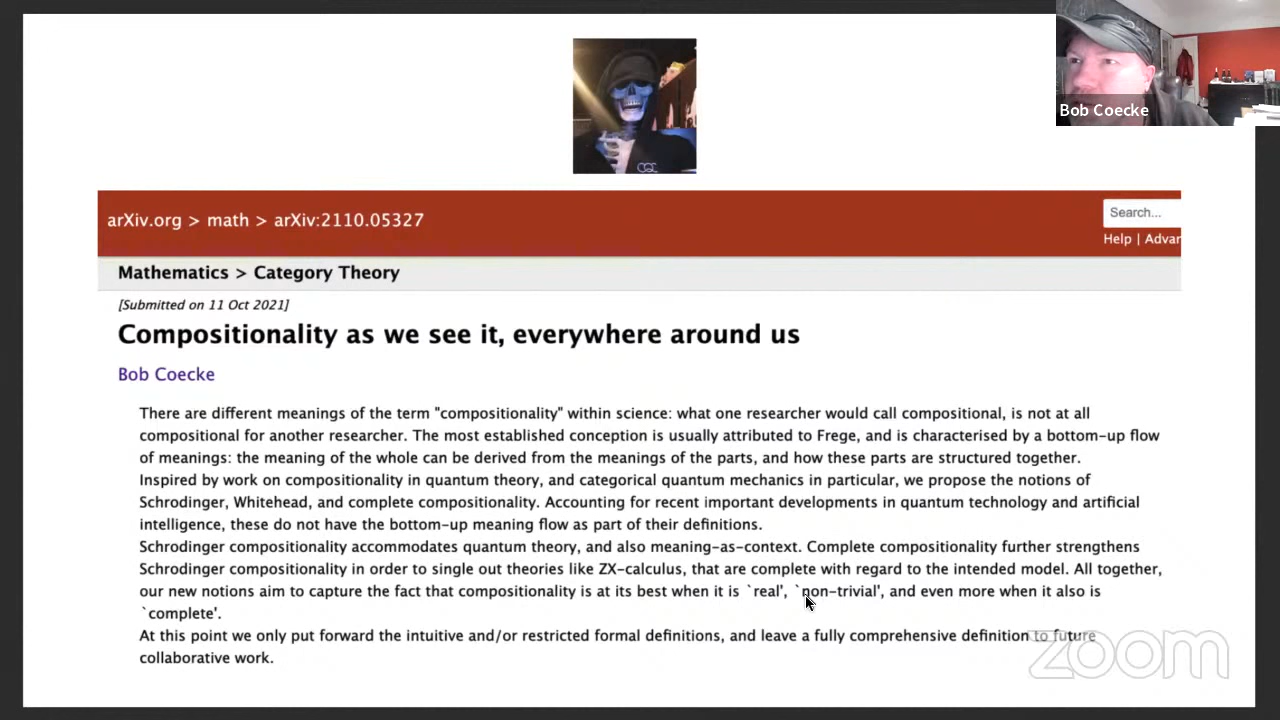 Bob Coecke
CQC
arXiv.org > math > arXiv:2110.05327
Search...
Help | Advar
Mathematics > Category Theory
[Submitted on 11 Oct 2021]
Compositionality as we see it, everywhere around us
Bob Coecke
There are different meanings of the term "compositionality" within science: what one researcher would call compositional, is not at all
compositional for another researcher. The most established conception is usually attributed to Frege, and is characterised by a bottom-up flow
of meanings: the meaning of the whole can be derived from the meanings of the parts, and how these parts are structured together.
Inspired by work on compositionality in quantum theory, and categorical quantum mechanics in particular, we propose the notions of
Schrodinger, Whitehead, and complete compositionality. Accounting for recent important developments in quantum technology and artificial
intelligence, these do not have the bottom-up meaning flow as part of their definitions.
Schrodinger compositionality accommodates quantum theory, and also meaning-as-context. Complete compositionality further strengthens
Schrodinger compositionality in order to single out theories like ZX-calculus, that are complete with regard to the intended model. All together,
our new notions aim to capture the fact that compositionality is at its best when it is `real', `non-trivial', and even more when it also is
`complete'.
At this point we only put forward the intuitive and/or restricted formal definitions, and leave a fully comprehensive definition to future
collaborative work.
zoom